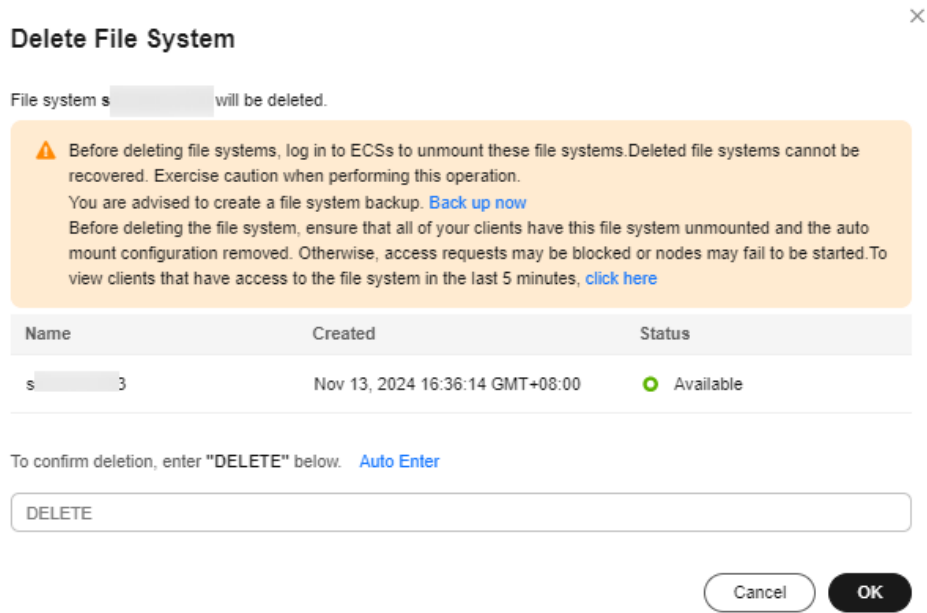 Delete File System
File system s will be deleted.
Before deleting file systems, log in to ECSs to unmount these file systems.Deleted file systems cannot be
recovered. Exercise caution when performing this operation.
You are advised to create a file system backup. Back up now
Before deleting the file system, ensure that all of your clients have this file system unmounted and the auto
mount configuration removed. Otherwise, access requests may be blocked or nodes may fail to be started.To
view clients that have access to the file system in the last 5 minutes, click here
Name Created Status
s 3 Nov 13, 2024 16:36:14 GMT+08:00 Available
To confirm deletion, enter "DELETE" below. Auto Enter
DELETE
Cancel OK